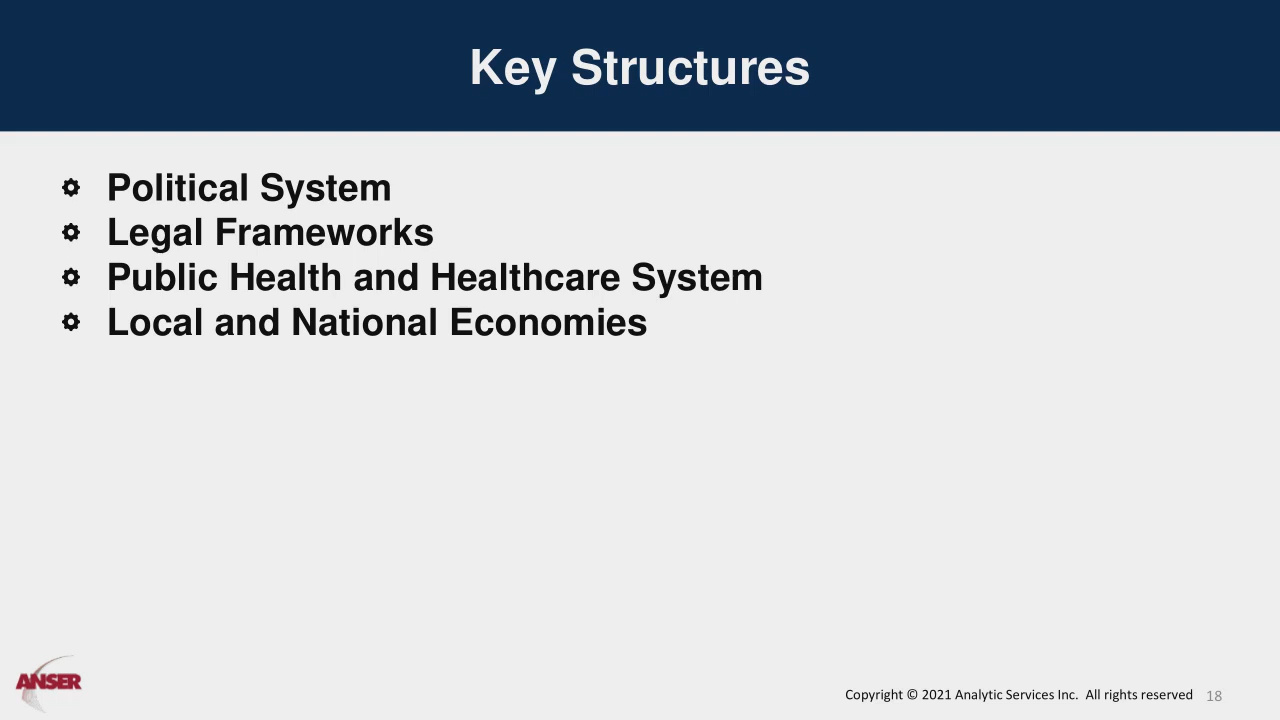 Key Structures
Political System
Legal Frameworks
Public Health and Healthcare System
Local and National Economies
ANSER
Copyright © 2021 Analytic Services Inc. All rights reserved 18